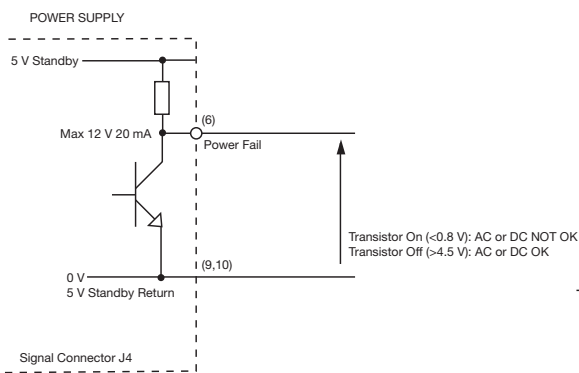 POWER SUPPLY
5 V Standby
(6)
Max 12 V 20 mA
Power Fail
Transistor On (<0.8 V): AC or DC NOT OK
Transistor Off (>4.5 V): AC or DC OK
(9,10)
0 V
5 V Standby Return
Signal Connector J4